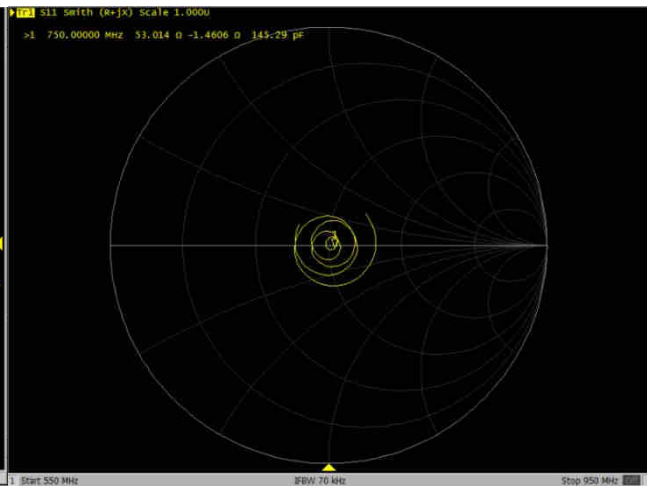 Tr1 S11 Smith (R+jX) Scale 1.000U
>1 750.00000 MHz 53.014 Ω -1.4606 Ω 145.29 pF
1 Start 550 MHz IFBW 70 kHz Stop 950 MHz